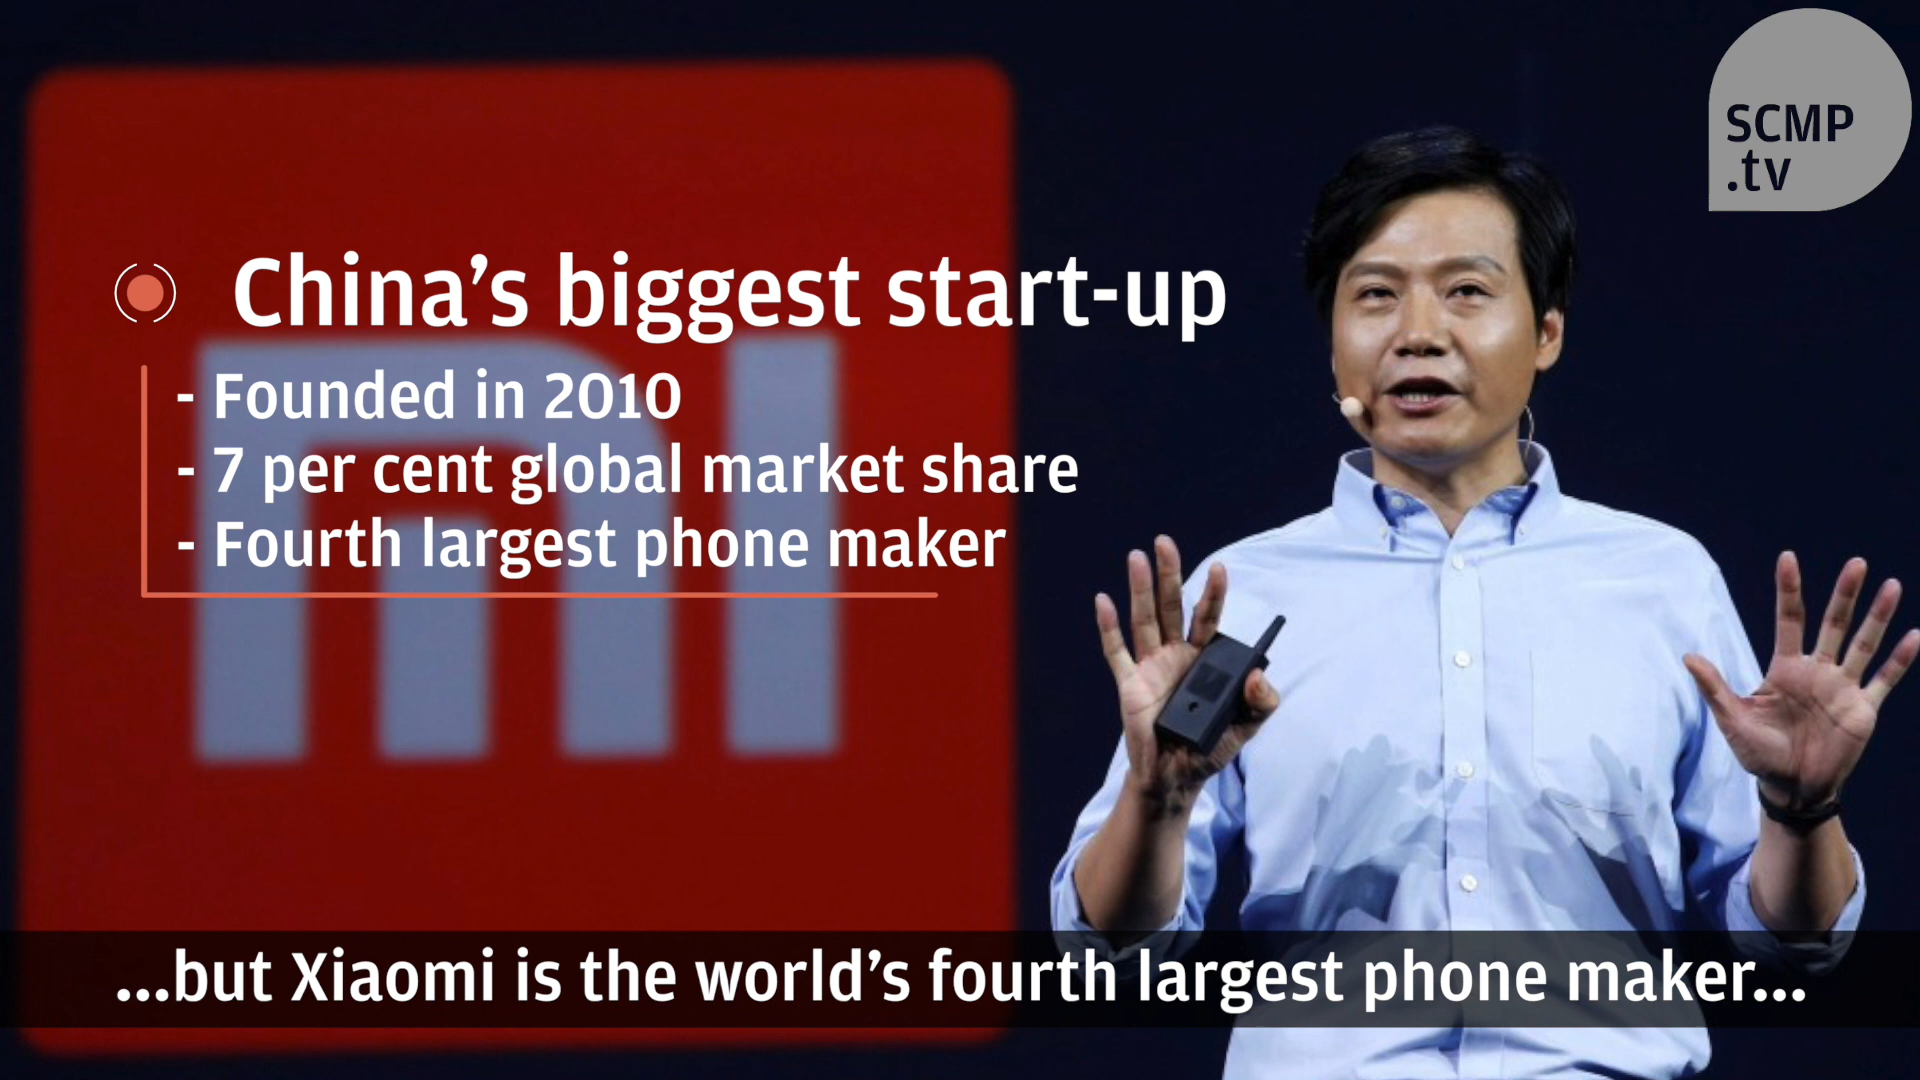 SCMP
.tv
China's biggest start-up
- Founded in 2010
- 7 per cent global market share
- Fourth largest phone maker
mi
...but Xiaomi is the world's fourth largest phone maker...